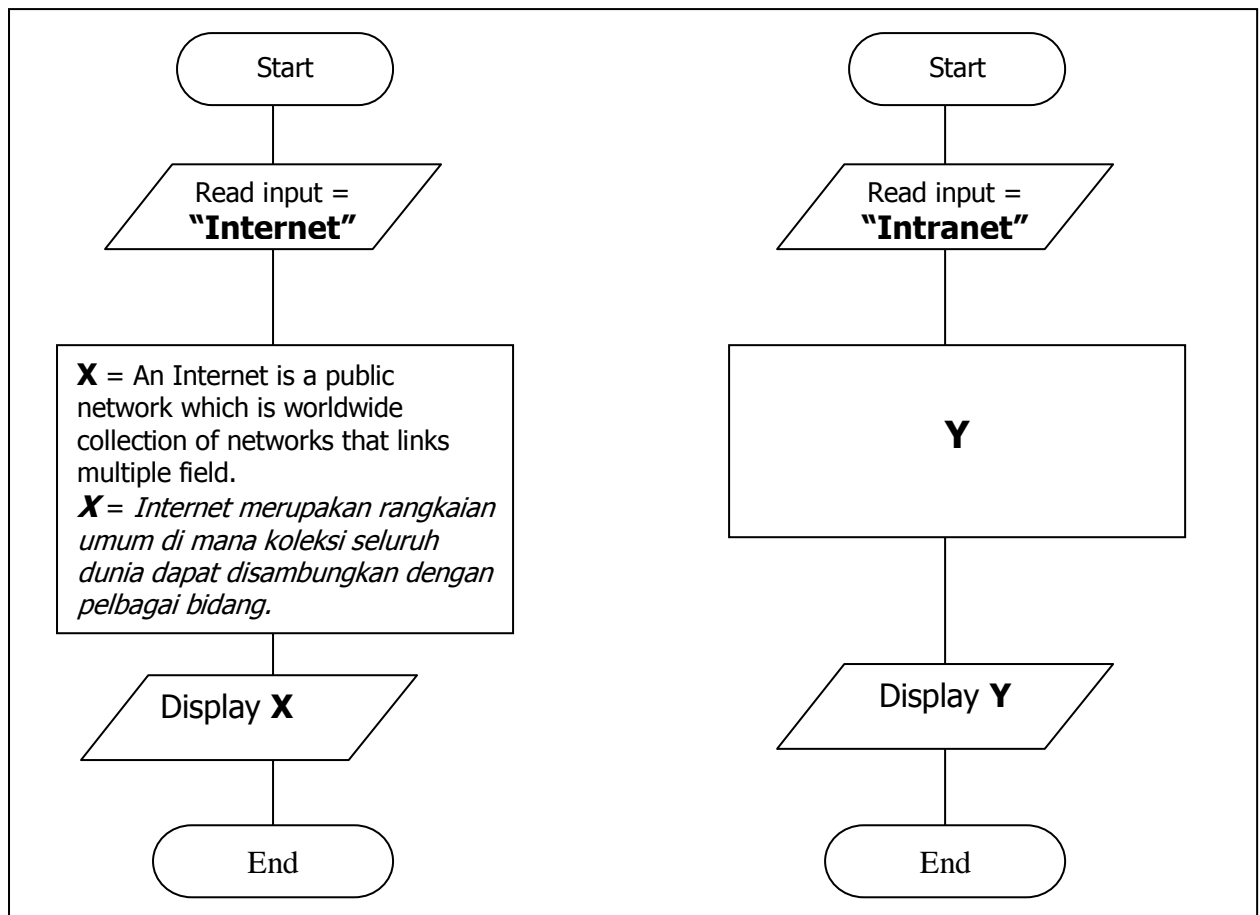 Start
Read input =
“Internet”
X = An Internet is a public
network which is worldwide
collection of networks that links
multiple field.
X = Internet merupakan rangkaian
umum di mana koleksi seluruh
dunia dapat disambungkan dengan
pelbagai bidang.
Display X
End
Start
Read input =
“Intranet”
Y
Display Y
End